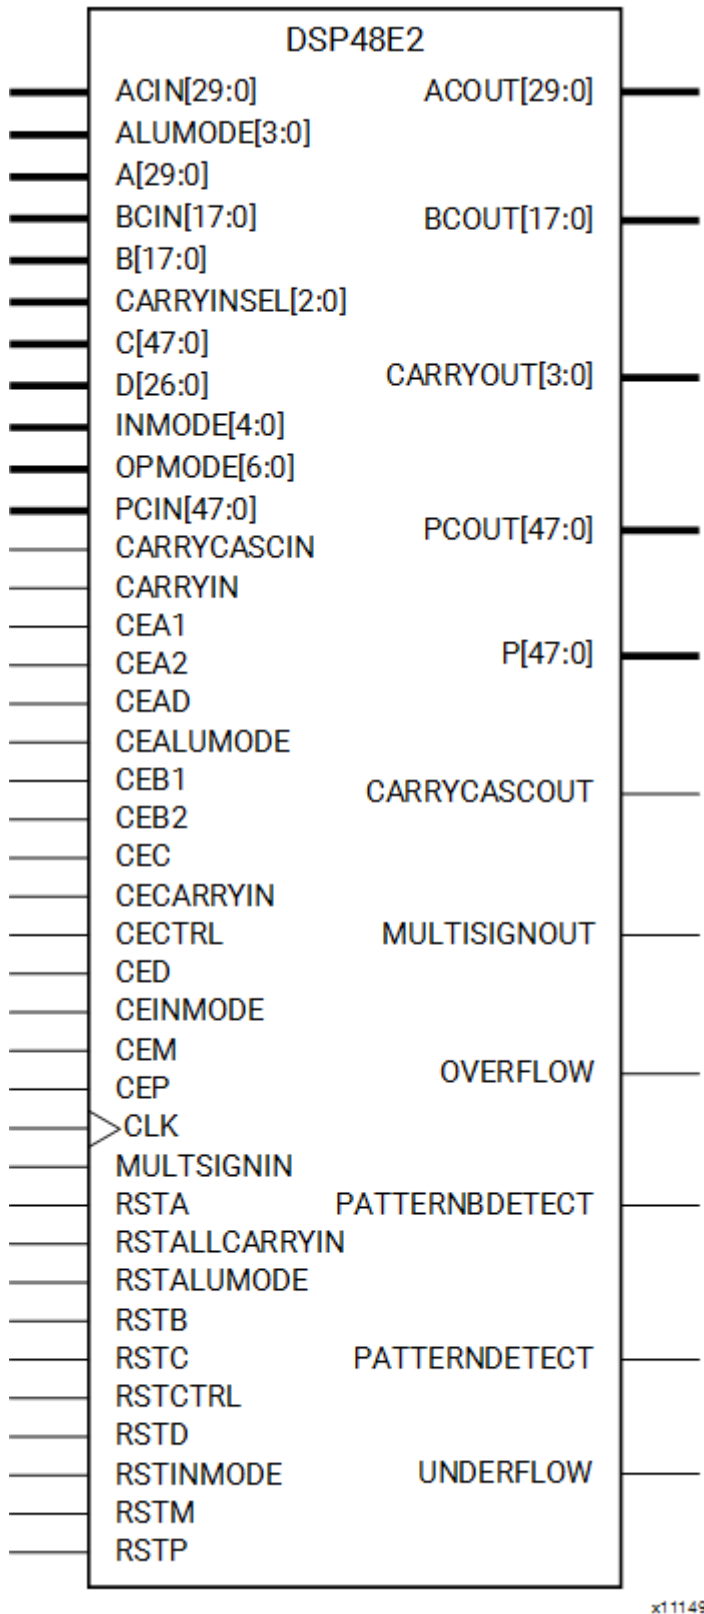 DSP48E2
ACIN[29:0] ACOUT[29:0]
ALUMODE[3:0]
A[29:0]
BCIN[17:0] BCOUT[17:0]
B[17:0]
CARRYINSEL[2:0]
C[47:0]
D[26:0] CARRYOUT[3:0]
INMODE[4:0]
OPMODE[6:0]
PCIN[47:0] PCOUT[47:0]
CARRYCASCIN
CARRYIN
CEA1
CEA2 P[47:0]
CEAD
CEALUMODE
CEB1 CARRYCASCOUT
CEB2
CEC
CECARRYIN
CECTRL MULTISIGNOUT
CED
CEINMODE
CEM
CEP OVERFLOW
CLK
MULTSIGNIN
RSTA PATTERNBDETECT
RSTALLCARRYIN
RSTALUMODE
RSTB
RSTC PATTERNDETECT
RSTCTRL
RSTD
RSTINMODE UNDERFLOW
RSTM
RSTP
x11149